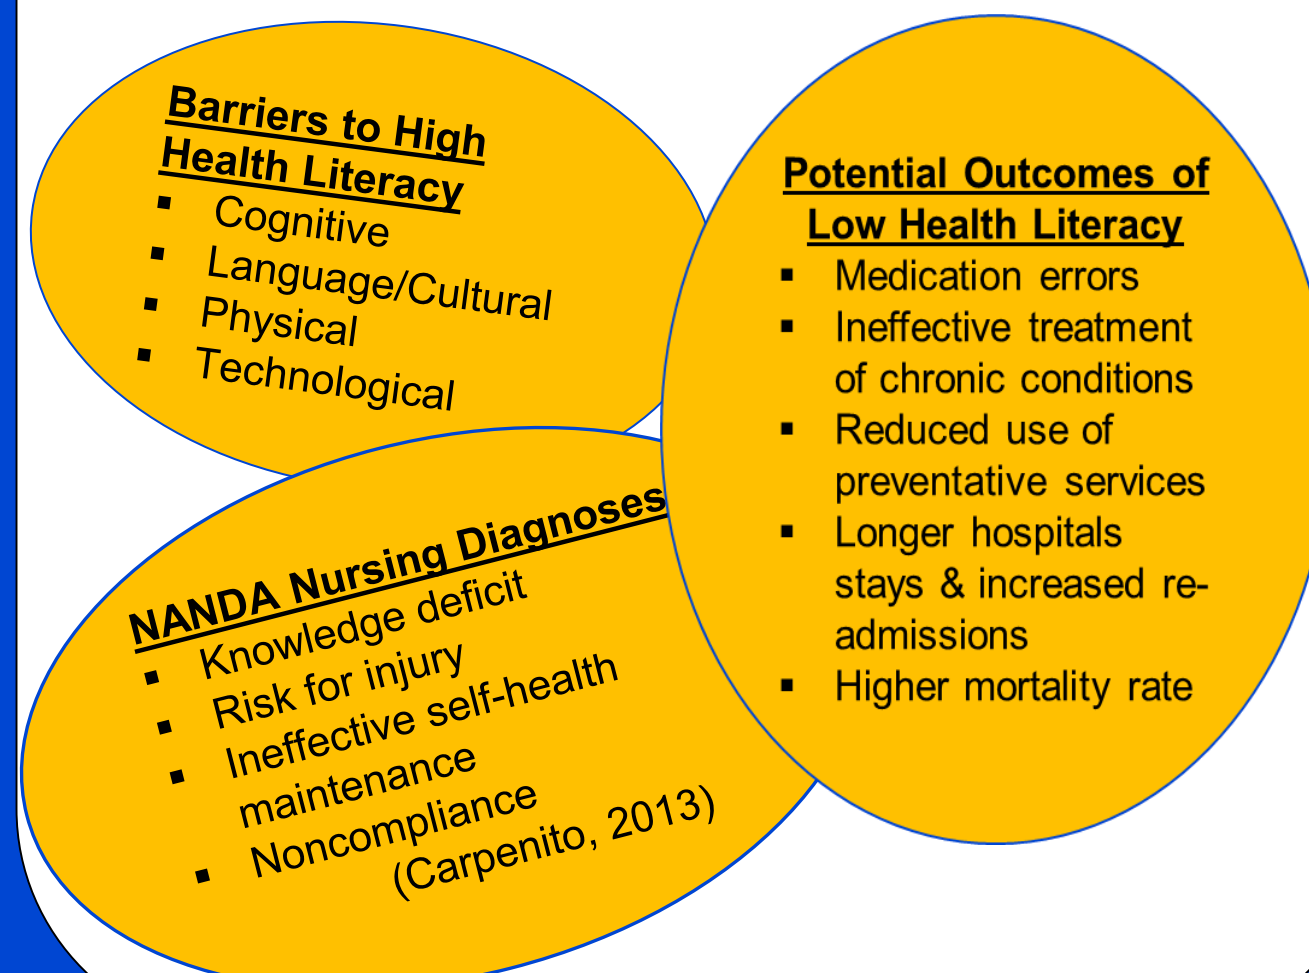 Barriers to High
Health Literacy
▪ Cognitive
▪ Language/Cultural
▪ Physical
▪ Technological
NANDA Nursing Diagnoses
▪ Knowledge deficit
▪ Risk for injury
▪ Ineffective self-health
maintenance
▪ Noncompliance
(Carpenito, 2013)
Potential Outcomes of
Low Health Literacy
▪ Medication errors
▪ Ineffective treatment
of chronic conditions
▪ Reduced use of
preventative services
▪ Longer hospitals
stays & increased re-
admissions
▪ Higher mortality rate